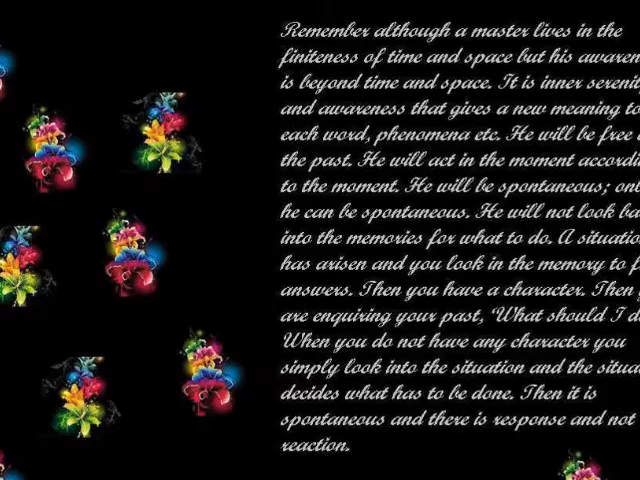 Remember although a master lives in the
finiteness of time and space but his awaren
is beyond time and space. It is inner serenit
and awareness that gives a new meaning to
each word, phenomena etc. He will be free
the past. He will act in the moment accordi
to the moment. He will be spontaneous; on
he can be spontaneous. He will not look ba
into the memories for what to do. A situatio
has arisen and you look in the memory to f
answers. Then you have a character. Then
are enquiring your past, 'What should I d
When you do not have any character you
simply look into the situation and the situa
decides what has to be done. Then it is
spontaneous and there is response and not
reaction.